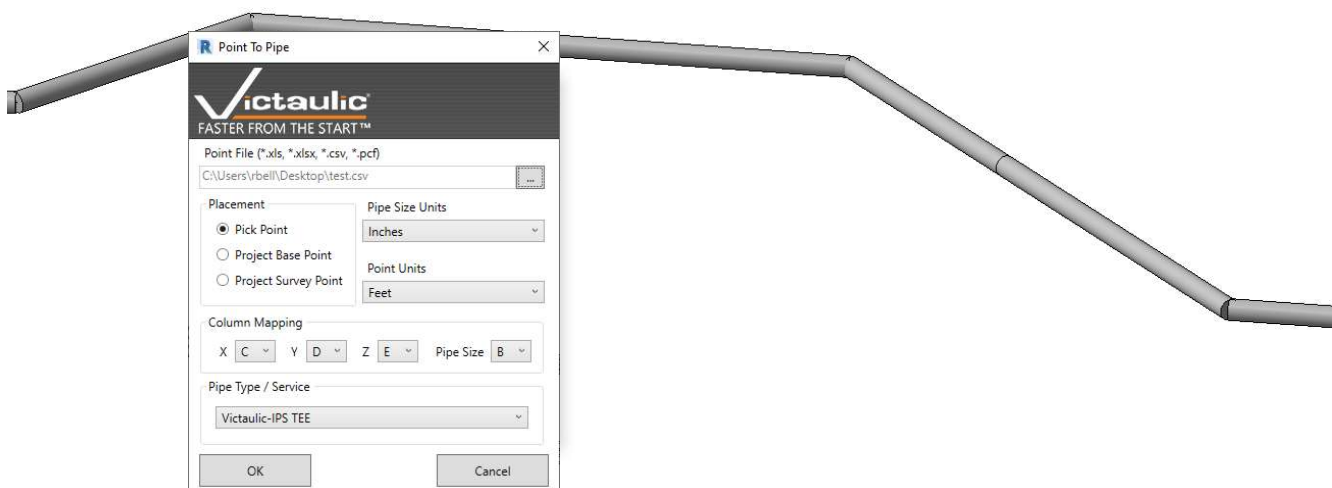 R Point To Pipe
Victaulic®
FASTER FROM THE START™
Point File (*.xls, *.xlsx, *.csv, *.pcf)
C:\Users\rbell\Desktop\test.csv ...
Placement
Pick Point
Project Base Point
Project Survey Point
Pipe Size Units
Inches
Point Units
Feet
Column Mapping
X C Y D Z E Pipe Size B
Pipe Type / Service
Victaulic-IPS TEE
OK Cancel